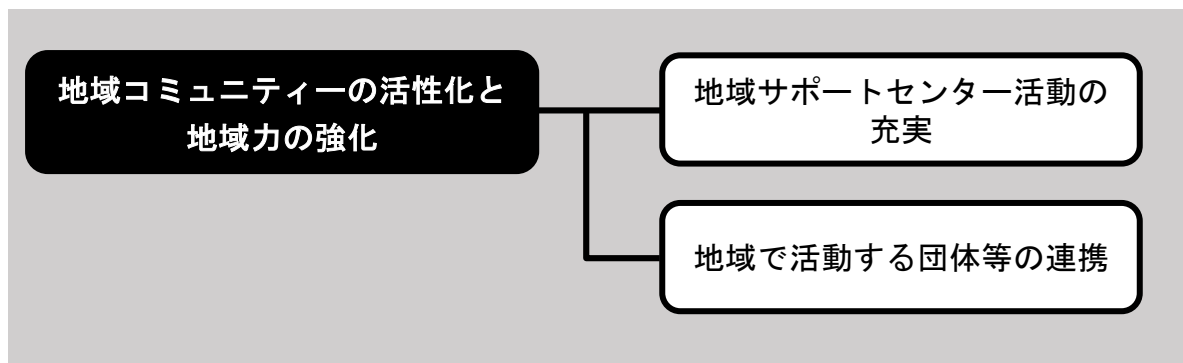 地域コミュニティーの活性化と
地域力の強化
地域サポートセンター活動の
充実
地域で活動する団体等の連携